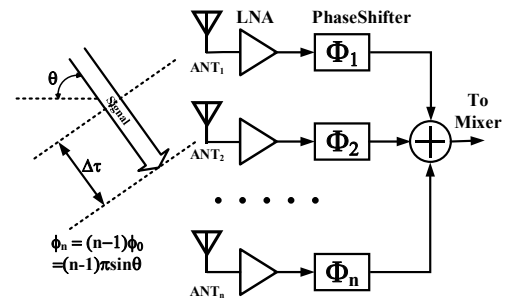 LNA
PhaseShifter
ANT₁
Φ₁
θ
Signal
To
Mixer
ANT₂
Φ₂
Δτ
. . . . .
ϕₙ = (n−1)ϕ₀
=(n-1)πsinθ
ANTₙ
Φₙ